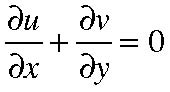 ∂u/∂x + ∂v/∂y = 0